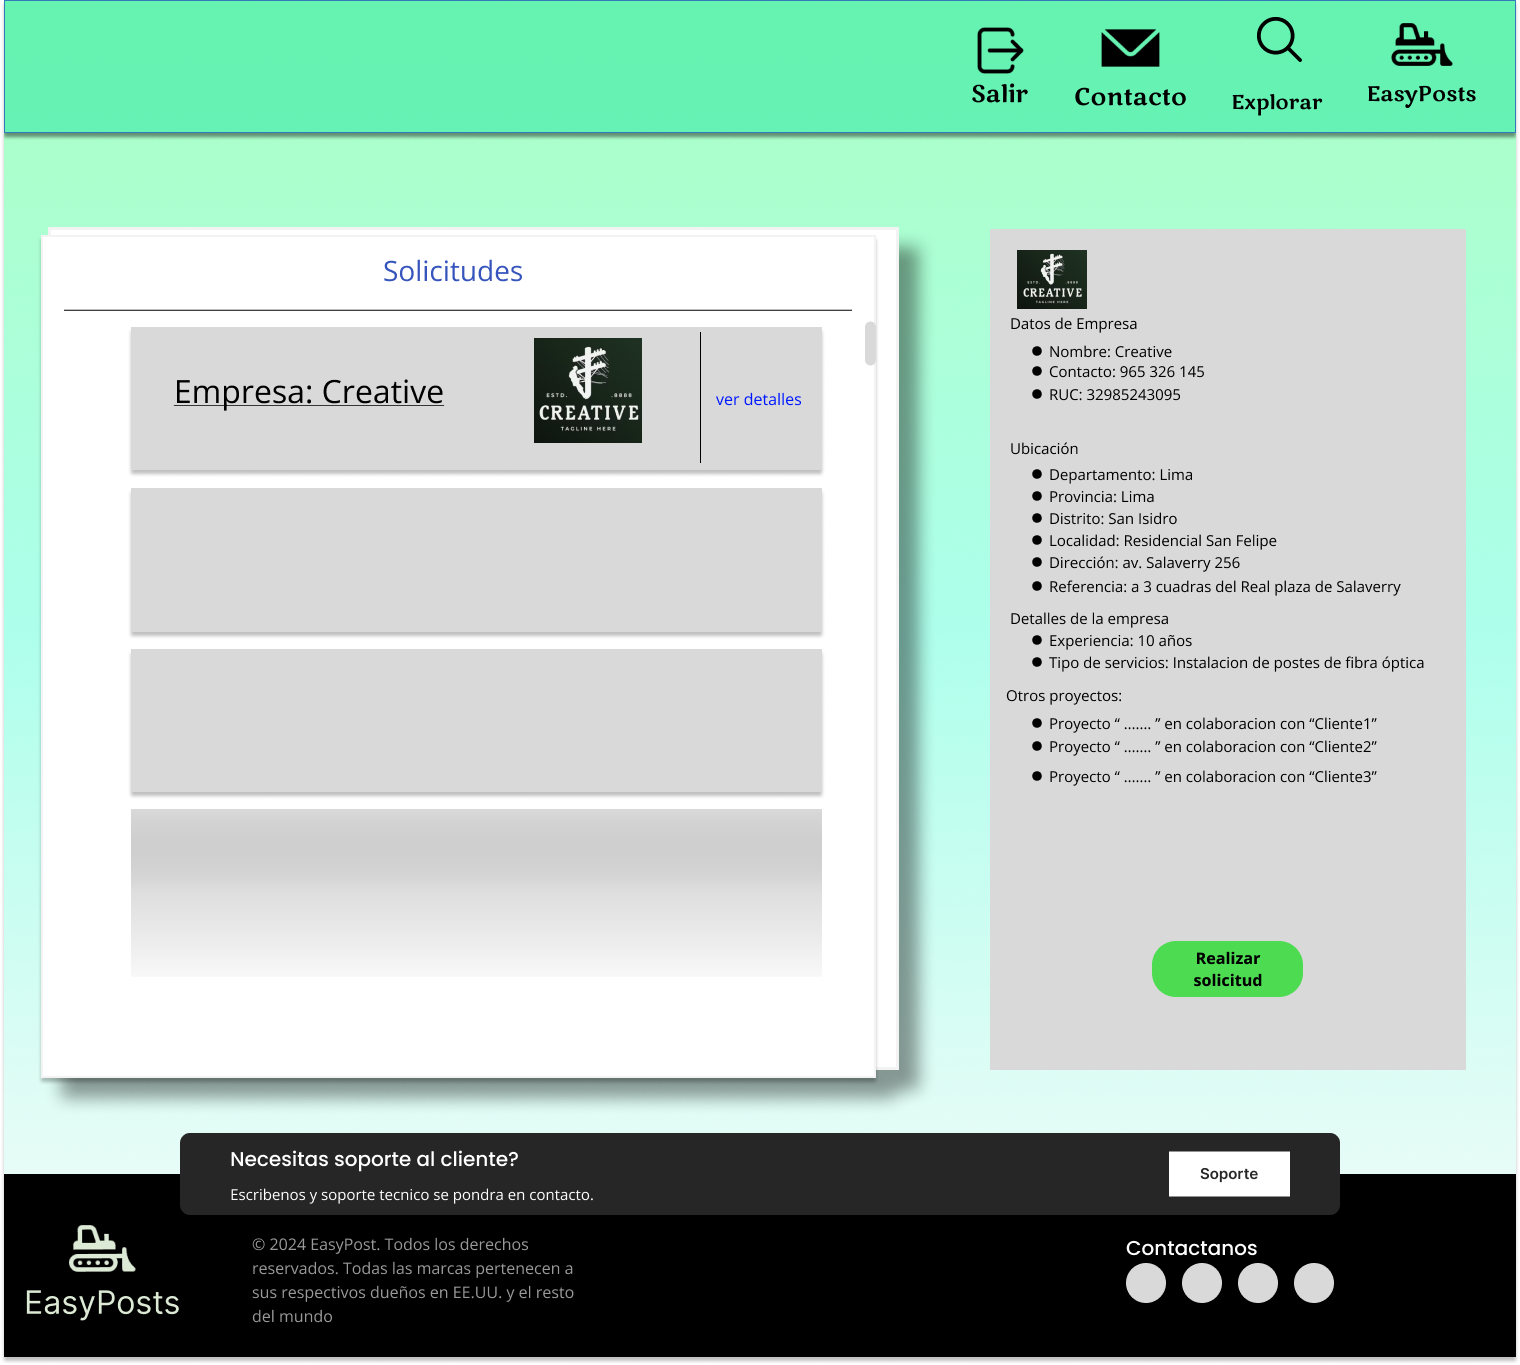 Salir
Contacto
Explorar
EasyPosts
Solicitudes
Empresa: Creative
ESTD. .8888
CREATIVE
TAGLINE HERE
ver detalles
ESTD. 8888
CREATIVE
TAGLINE HERE
Datos de Empresa
● Nombre: Creative
● Contacto: 965 326 145
● RUC: 32985243095
Ubicación
● Departamento: Lima
● Provincia: Lima
● Distrito: San Isidro
● Localidad: Residencial San Felipe
● Dirección: av. Salaverry 256
● Referencia: a 3 cuadras del Real plaza de Salaverry
Detalles de la empresa
● Experiencia: 10 años
● Tipo de servicios: Instalacion de postes de fibra óptica
Otros proyectos:
● Proyecto “ ....... ” en colaboracion con “Cliente1”
● Proyecto “ ....... ” en colaboracion con “Cliente2”
● Proyecto “ ....... ” en colaboracion con “Cliente3”
Realizar
solicitud
Necesitas soporte al cliente?
Escribenos y soporte tecnico se pondra en contacto.
Soporte
EasyPosts
© 2024 EasyPost. Todos los derechos
reservados. Todas las marcas pertenecen a
sus respectivos dueños en EE.UU. y el resto
del mundo
Contactanos